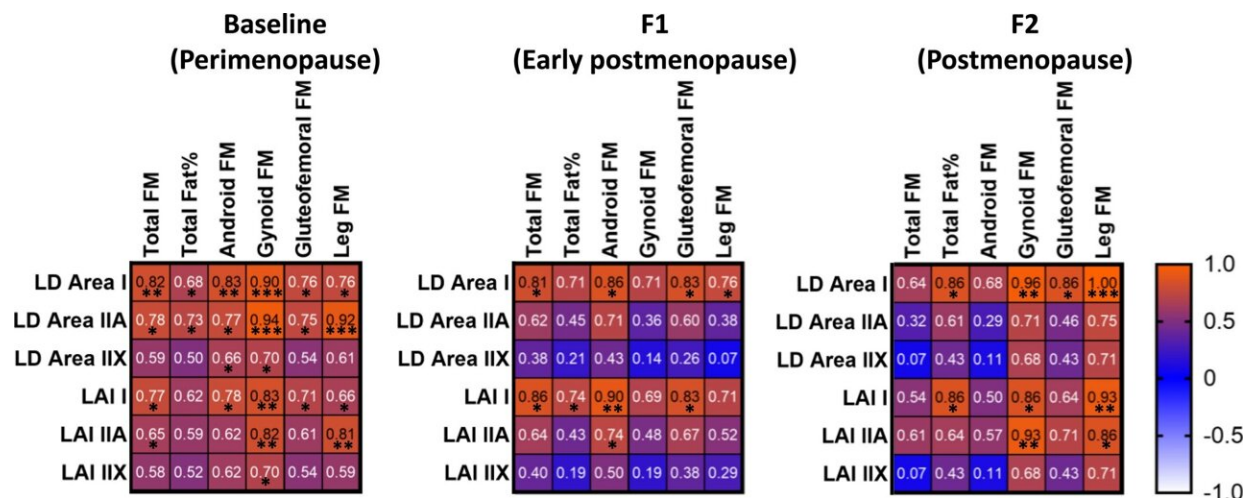 Baseline
(Perimenopause)
F1
(Early postmenopause)
F2
(Postmenopause)
Total FM
Total Fat%
Android FM
Gynoid FM
Gluteofemoral FM
Leg FM
Total FM
Total Fat%
Android FM
Gynoid FM
Gluteofemoral FM
Leg FM
Total FM
Total Fat%
Android FM
Gynoid FM
Gluteofemoral FM
Leg FM
LD Area I 0.82 ** 0.68 * 0.83 ** 0.90 *** 0.76 * 0.76 *
LD Area IIA 0.78 * 0.73 * 0.77 * 0.94 *** 0.75 * 0.92 ***
LD Area IIX 0.59 0.50 0.66 * 0.70 * 0.54 0.61
LAI I 0.77 * 0.62 0.78 * 0.83 ** 0.71 * 0.66 *
LAI IIA 0.65 * 0.59 0.62 0.82 ** 0.61 0.81 **
LAI IIX 0.58 0.52 0.62 0.70 * 0.54 0.59
LD Area I 0.81 * 0.71 0.86 * 0.71 0.83 * 0.76 *
LD Area IIA 0.62 0.45 0.71 0.36 0.60 0.38
LD Area IIX 0.38 0.21 0.43 0.14 0.26 0.07
LAI I 0.86 * 0.74 * 0.90 ** 0.69 0.83 * 0.71
LAI IIA 0.64 0.43 0.74 * 0.48 0.67 0.52
LAI IIX 0.40 0.19 0.50 0.19 0.38 0.29
LD Area I 0.64 0.86 * 0.68 0.96 ** 0.86 * 1.00 ***
LD Area IIA 0.32 0.61 0.29 0.71 0.46 0.75
LD Area IIX 0.07 0.43 0.11 0.68 0.43 0.71
LAI I 0.54 0.86 * 0.50 0.86 * 0.64 0.93 **
LAI IIA 0.61 0.64 0.57 0.93 ** 0.71 0.86 *
LAI IIX 0.07 0.43 0.11 0.68 0.43 0.71
1.0
0.5
0
-0.5
-1.0